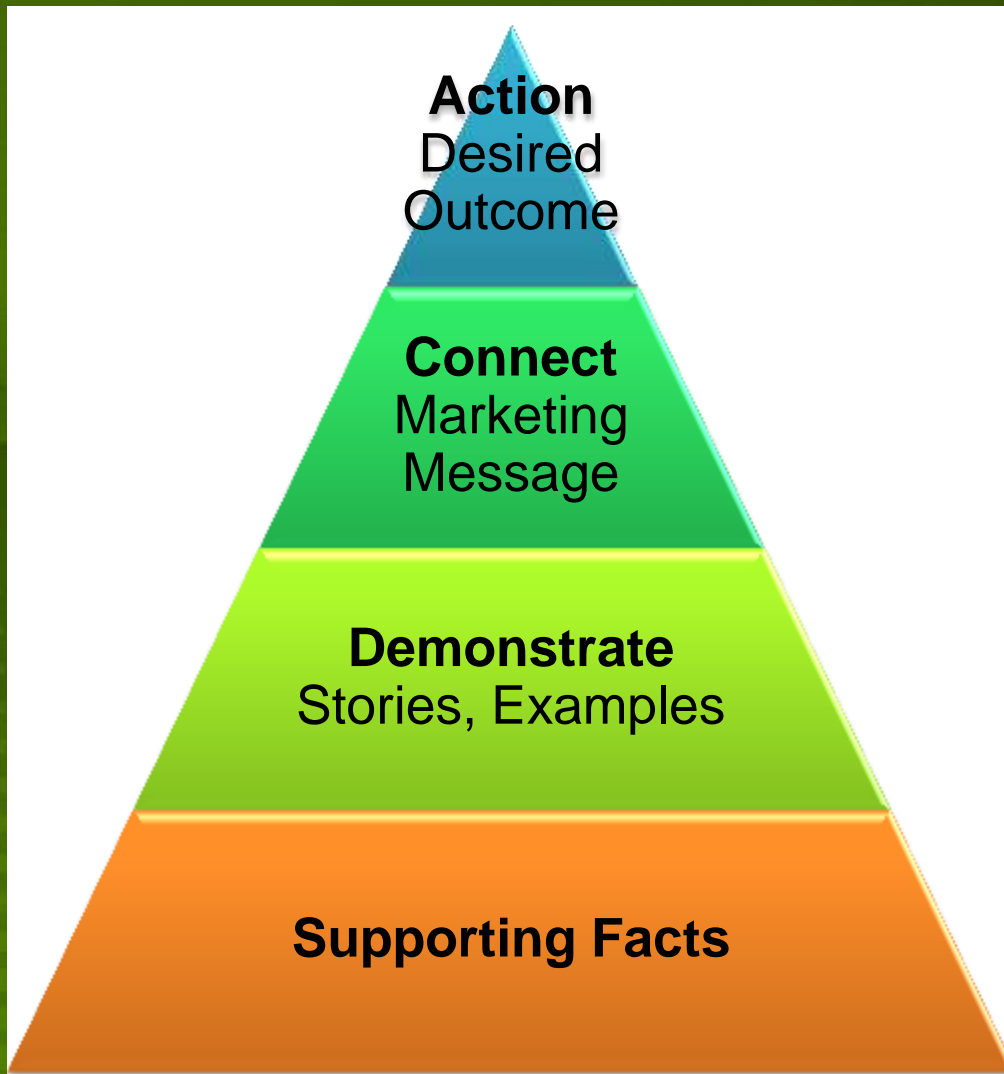 Action
Desired
Outcome
Connect
Marketing
Message
Demonstrate
Stories, Examples
Supporting Facts